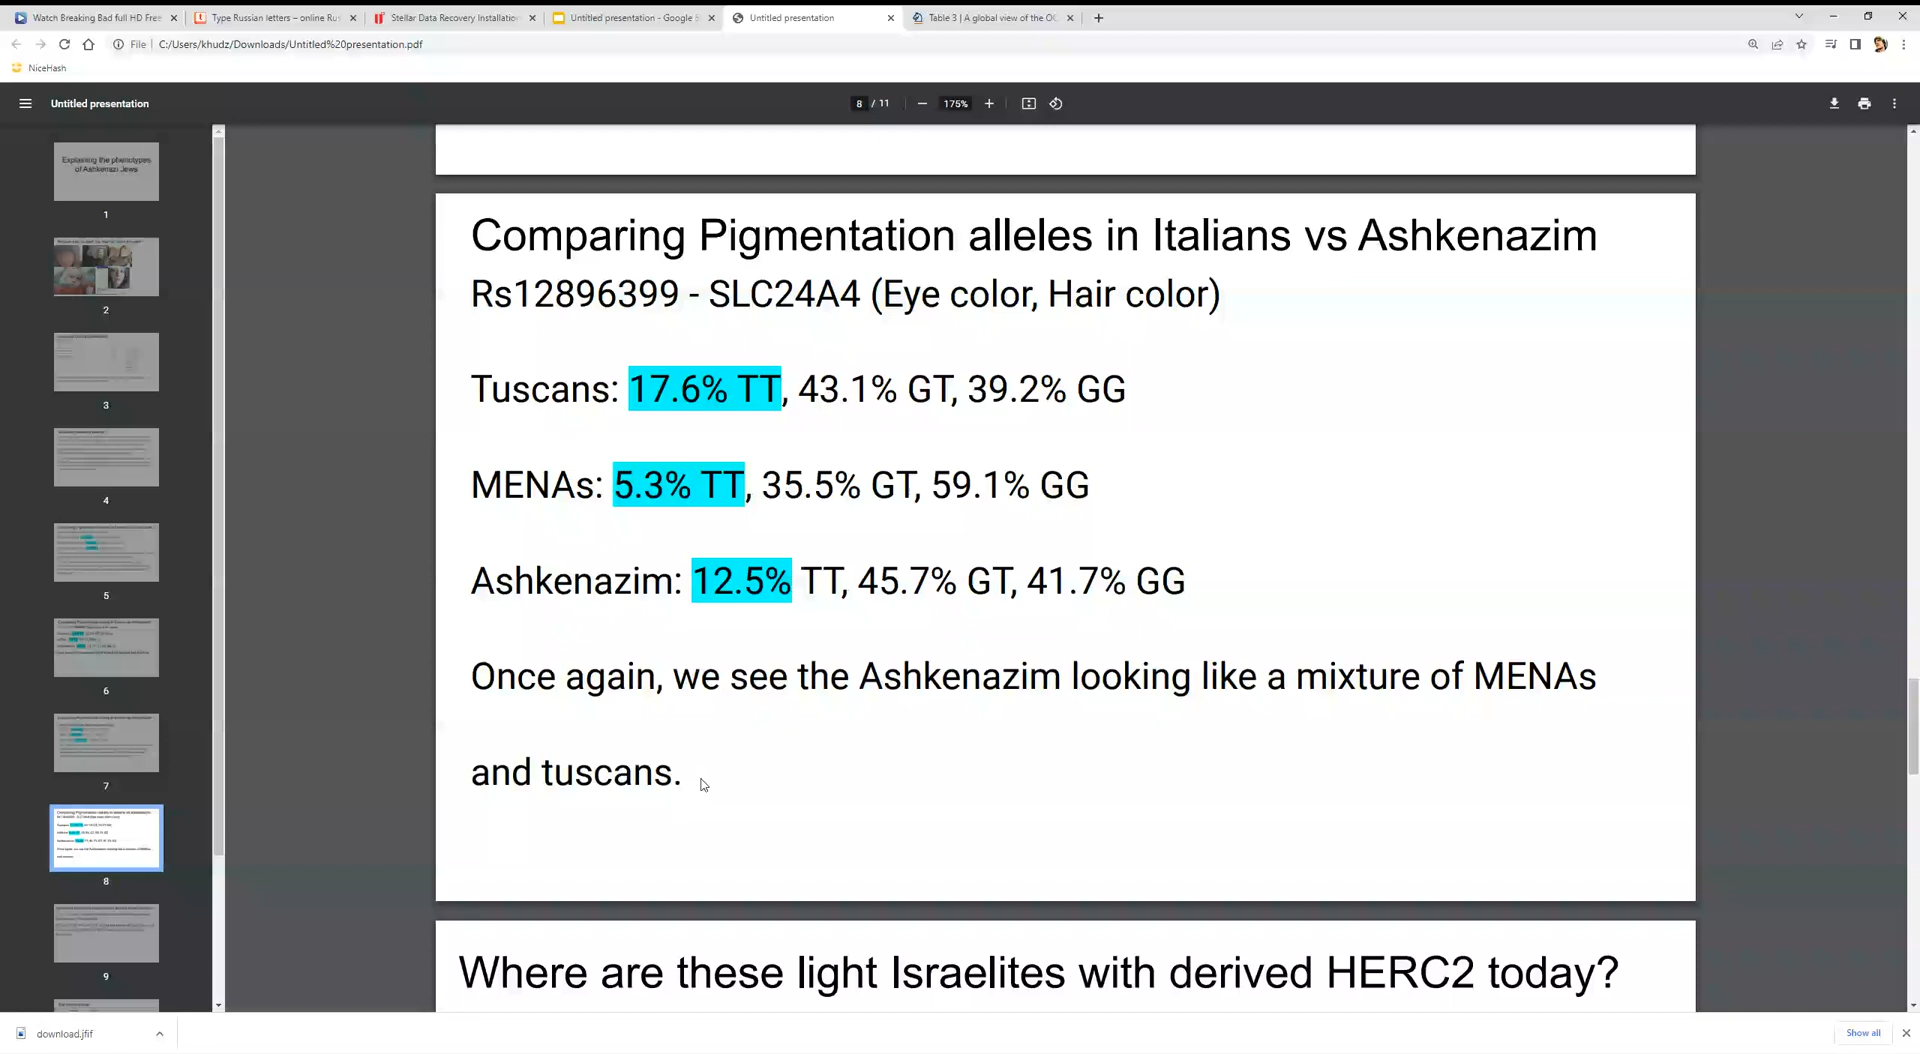 Watch Breaking Bad full HD Free
Type Russian letters – online Ru
Stellar Data Recovery Installation
Untitled presentation - Google
Untitled presentation
Table 3 | A global view of the OC
File | C:/Users/khudz/Downloads/Untitled%20presentation.pdf
NiceHash
Untitled presentation
8 / 11
175%
Explaining the phenotypes
of Ashkenazi Jews
1
2
3
4
5
6
7
8
9
Comparing Pigmentation alleles in Italians vs Ashkenazim
Rs12896399 - SLC24A4 (Eye color, Hair color)
Tuscans: 17.6% TT, 43.1% GT, 39.2% GG
MENAs: 5.3% TT, 35.5% GT, 59.1% GG
Ashkenazim: 12.5% TT, 45.7% GT, 41.7% GG
Once again, we see the Ashkenazim looking like a mixture of MENAs
and tuscans.
Where are these light Israelites with derived HERC2 today?
download.jfif
Show all